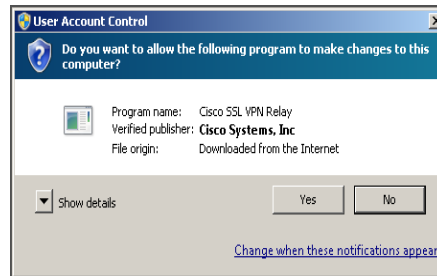 User Account Control
Do you want to allow the following program to make changes to this
computer?
Program name: Cisco SSL VPN Relay
Verified publisher: Cisco Systems, Inc
File origin: Downloaded from the Internet
Show details
Yes
No
Change when these notifications appear